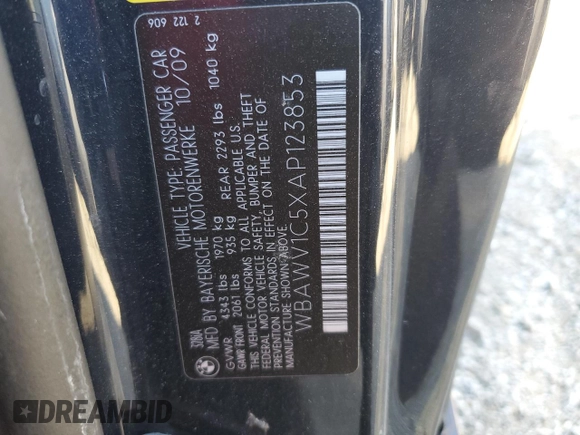 2 122 606
328iA VEHICLE TYPE: PASSENGER CAR
MFD BY BAYERISCHE MOTORENWERKE 10/09
GVWR 4343 lbs 1970 kg
GAWR FRONT 2061 lbs 935 kg REAR 2293 lbs 1040 kg
THIS VEHICLE CONFORMS TO ALL APPLICABLE U.S.
FEDERAL MOTOR VEHICLE SAFETY, BUMPER AND THEFT
PREVENTION STANDARDS IN EFFECT ON THE DATE OF
MANUFACTURE SHOWN ABOVE.
WBAWV1C5XAP123853
DREAMBID